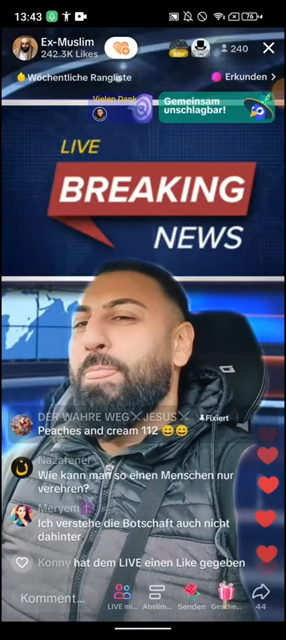 13:43
76
Ex-Muslim
242.3K Likes
240
Wöchentliche Rangliste
Erkunden >
Vielen Dank
Gemeinsam
unschlagbar!
LIVE
BREAKING
NEWS
DER WAHRE WEG⚔JESUS⚔
Fixiert
Peaches and cream 112 😄😄
Nazarener
Wie kann man so einen Menschen nur
verehren?
Meryem✝️
Ich verstehe die Botschaft auch nicht
dahinter
Konny hat dem LIVE einen Like gegeben
Komment...
LIVE mi...
Abstim...
Senden
Gesche...
44